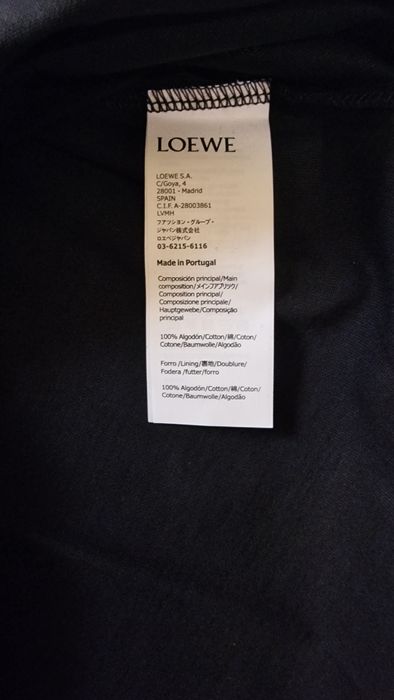 LOEWE
LOEWE S.A.
C/Goya, 4
28001 - Madrid
SPAIN
C.I.F. A-28003861
LVMH
ファッション・グループ・
ジャパン株式会社
ロエベジャパン
03-6215-6116
Made in Portugal
Composición principal/Main
composition/メインファブリック/
Composition principal/
Composizione principale/
Hauptgewebe/Composição
principal
100% Algodón/Cotton/綿/Coton/
Cotone/Baumwolle/Algodão
Forro /Lining/裏地/Doublure/
Fodera /futter/forro
100% Algodón/Cotton/綿/Coton/
Cotone/Baumwolle/Algodão